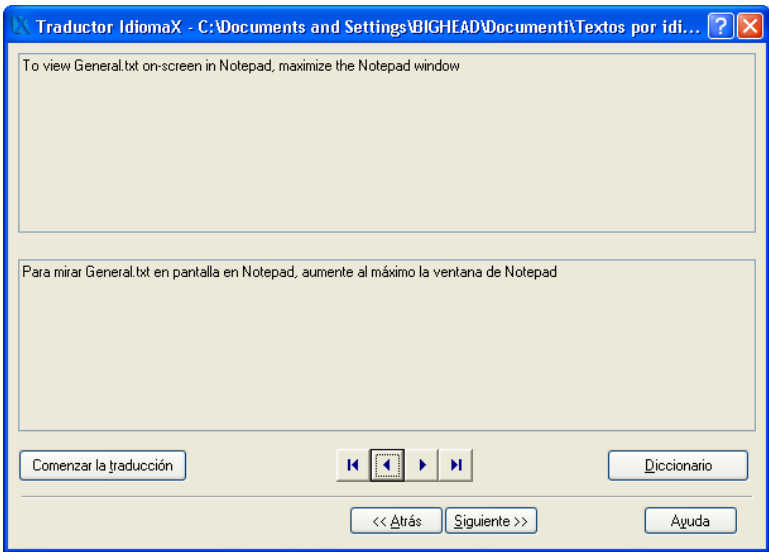 Traductor IdiomaX - C:\Documents and Settings\BIGHEAD\Documenti\Textos por idi...
To view General.txt on-screen in Notepad, maximize the Notepad window
Para mirar General.txt en pantalla en Notepad, aumente al máximo la ventana de Notepad
Comenzar la traducción
Diccionario
<< Atrás
Siguiente >>
Ayuda